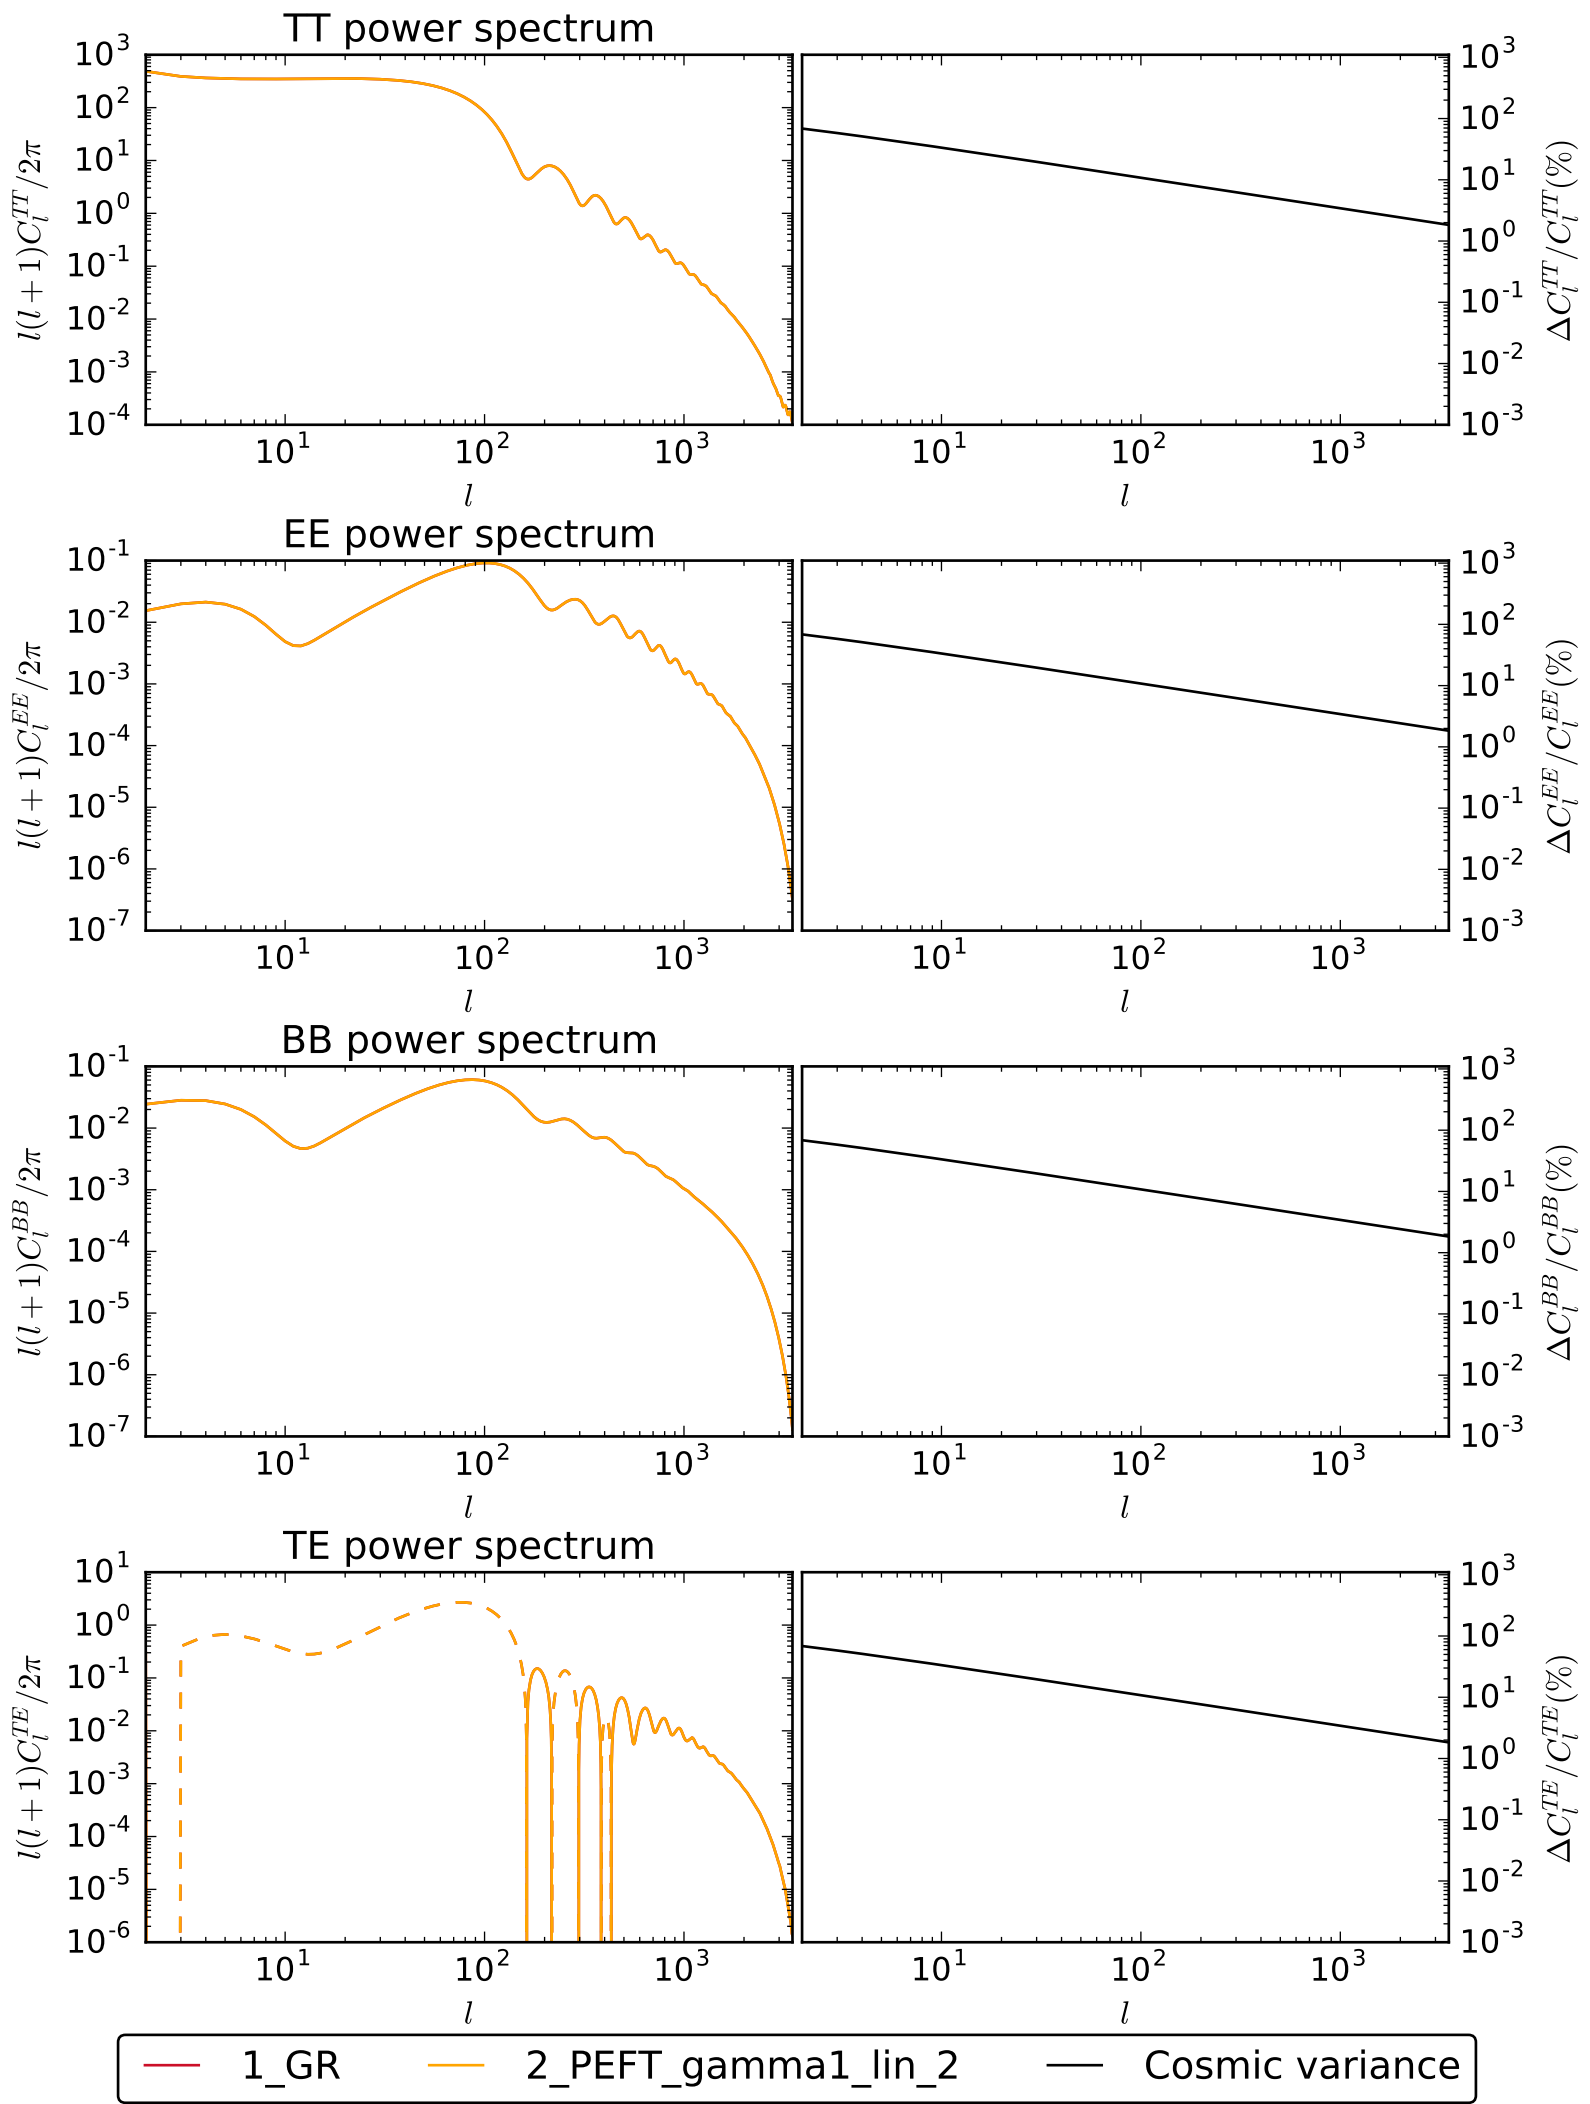 TT power spectrum
10^3
10^2
10^1
10^0
10^-1
10^-2
10^-3
10^-4
l(l + 1)C_l^{TT}/2π
10^1 10^2 10^3
l
10^3
10^2
10^1
10^0
10^-1
10^-2
10^-3
ΔC_l^{TT}/C_l^{TT}(%)
10^1 10^2 10^3
l
EE power spectrum
10^-1
10^-2
10^-3
10^-4
10^-5
10^-6
10^-7
l(l + 1)C_l^{EE}/2π
10^1 10^2 10^3
l
10^3
10^2
10^1
10^0
10^-1
10^-2
10^-3
ΔC_l^{EE}/C_l^{EE}(%)
10^1 10^2 10^3
l
BB power spectrum
10^-1
10^-2
10^-3
10^-4
10^-5
10^-6
10^-7
l(l + 1)C_l^{BB}/2π
10^1 10^2 10^3
l
10^3
10^2
10^1
10^0
10^-1
10^-2
10^-3
ΔC_l^{BB}/C_l^{BB}(%)
10^1 10^2 10^3
l
TE power spectrum
10^1
10^0
10^-1
10^-2
10^-3
10^-4
10^-5
10^-6
l(l + 1)C_l^{TE}/2π
10^1 10^2 10^3
l
10^3
10^2
10^1
10^0
10^-1
10^-2
10^-3
ΔC_l^{TE}/C_l^{TE}(%)
10^1 10^2 10^3
l
1_GR 2_PEFT_gamma1_lin_2 Cosmic variance